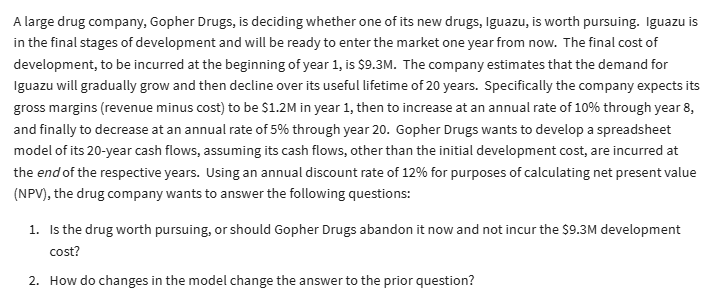 A large drug company, Gopher Drugs, is deciding whether one of its new drugs, Iguazu, is worth pursuing. Iguazu is
in the final stages of development and will be ready to enter the market one year from now. The final cost of
development, to be incurred at the beginning of year 1, is $9.3M. The company estimates that the demand for
Iguazu will gradually grow and then decline over its useful lifetime of 20 years. Specifically the company expects its
gross margins (revenue minus cost) to be $1.2M in year 1, then to increase at an annual rate of 10% through year 8,
and finally to decrease at an annual rate of 5% through year 20. Gopher Drugs wants to develop a spreadsheet
model of its 20-year cash flows, assuming its cash flows, other than the initial development cost, are incurred at
the end of the respective years. Using an annual discount rate of 12% for purposes of calculating net present value
(NPV), the drug company wants to answer the following questions:
1. Is the drug worth pursuing, or should Gopher Drugs abandon it now and not incur the $9.3M development
cost?
2. How do changes in the model change the answer to the prior question?